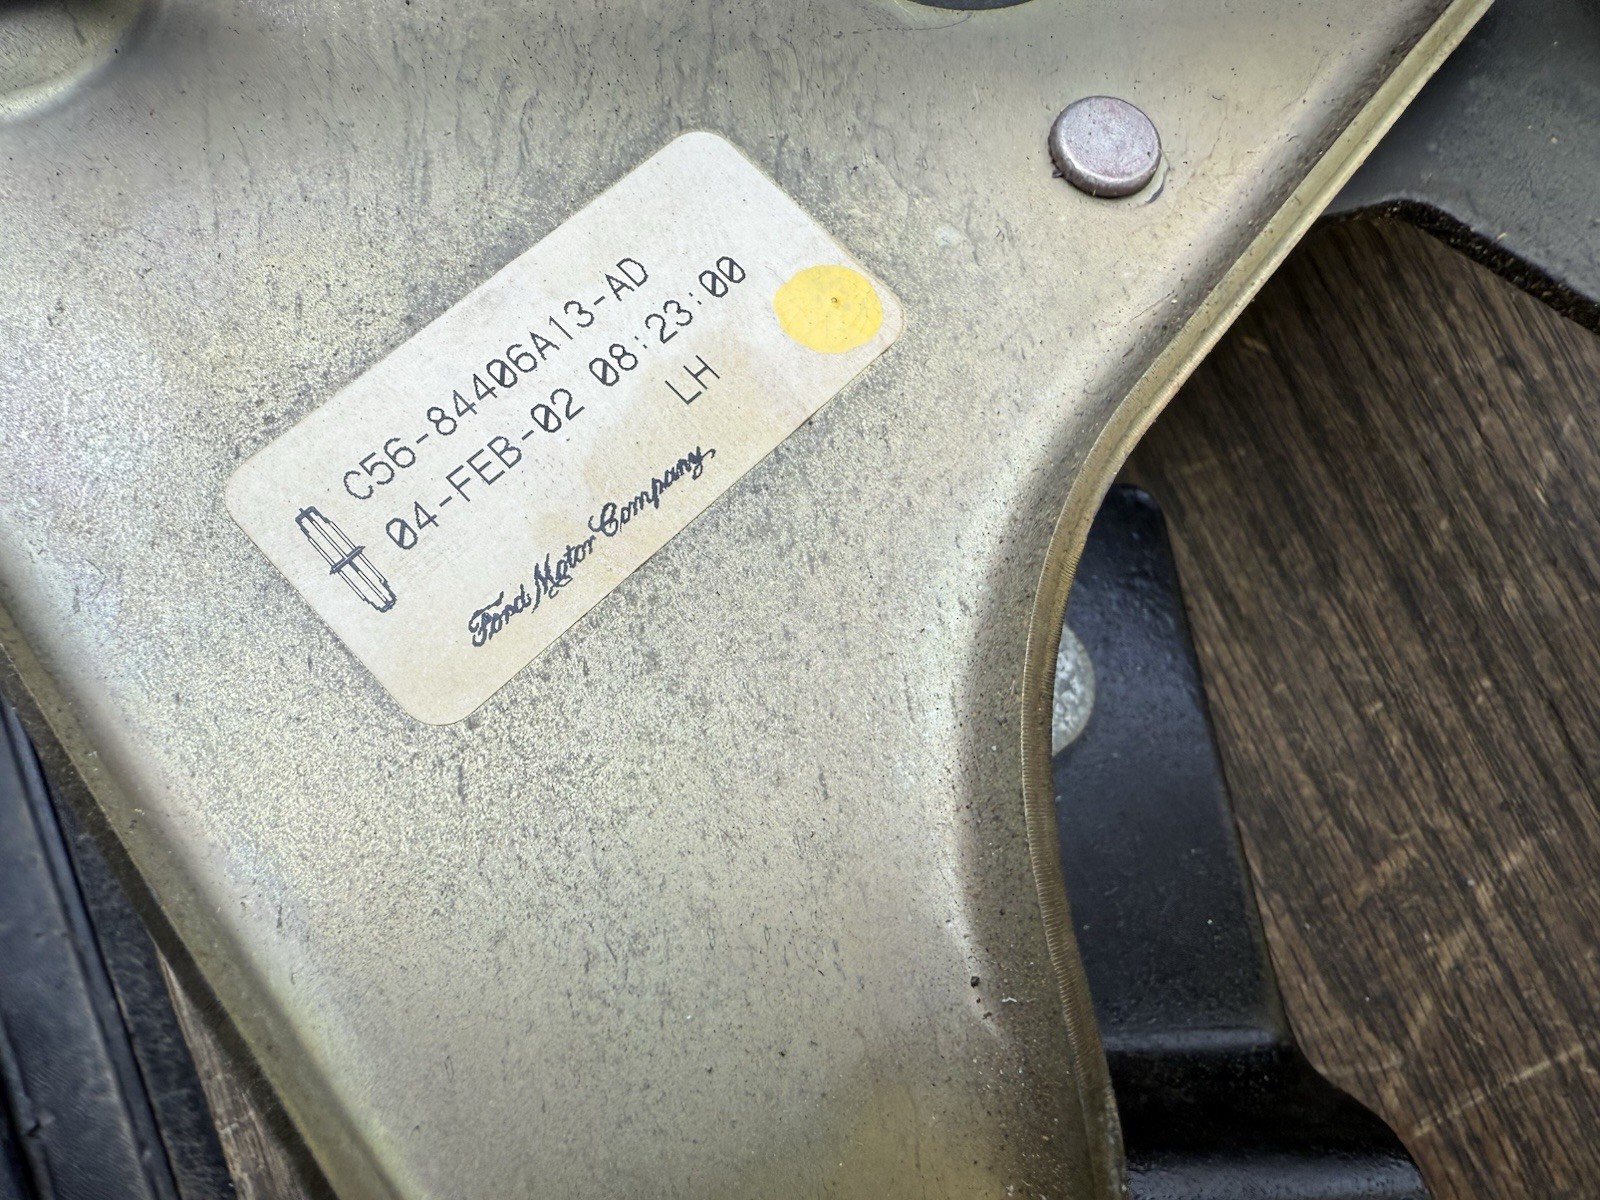 C56-84406A13-AD
04-FEB-02 08:23:00
LH
Ford Motor Company